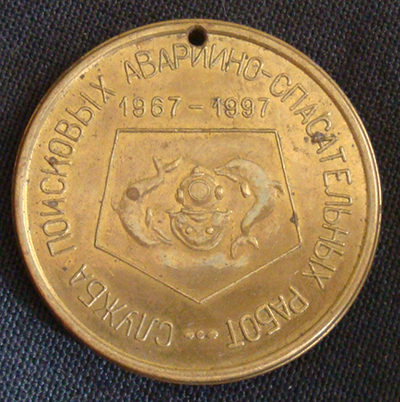 СЛУЖБА ПОИСКОВЫХ АВАРИЙНО-СПАСАТЕЛЬНЫХ РАБОТ
1967-1997